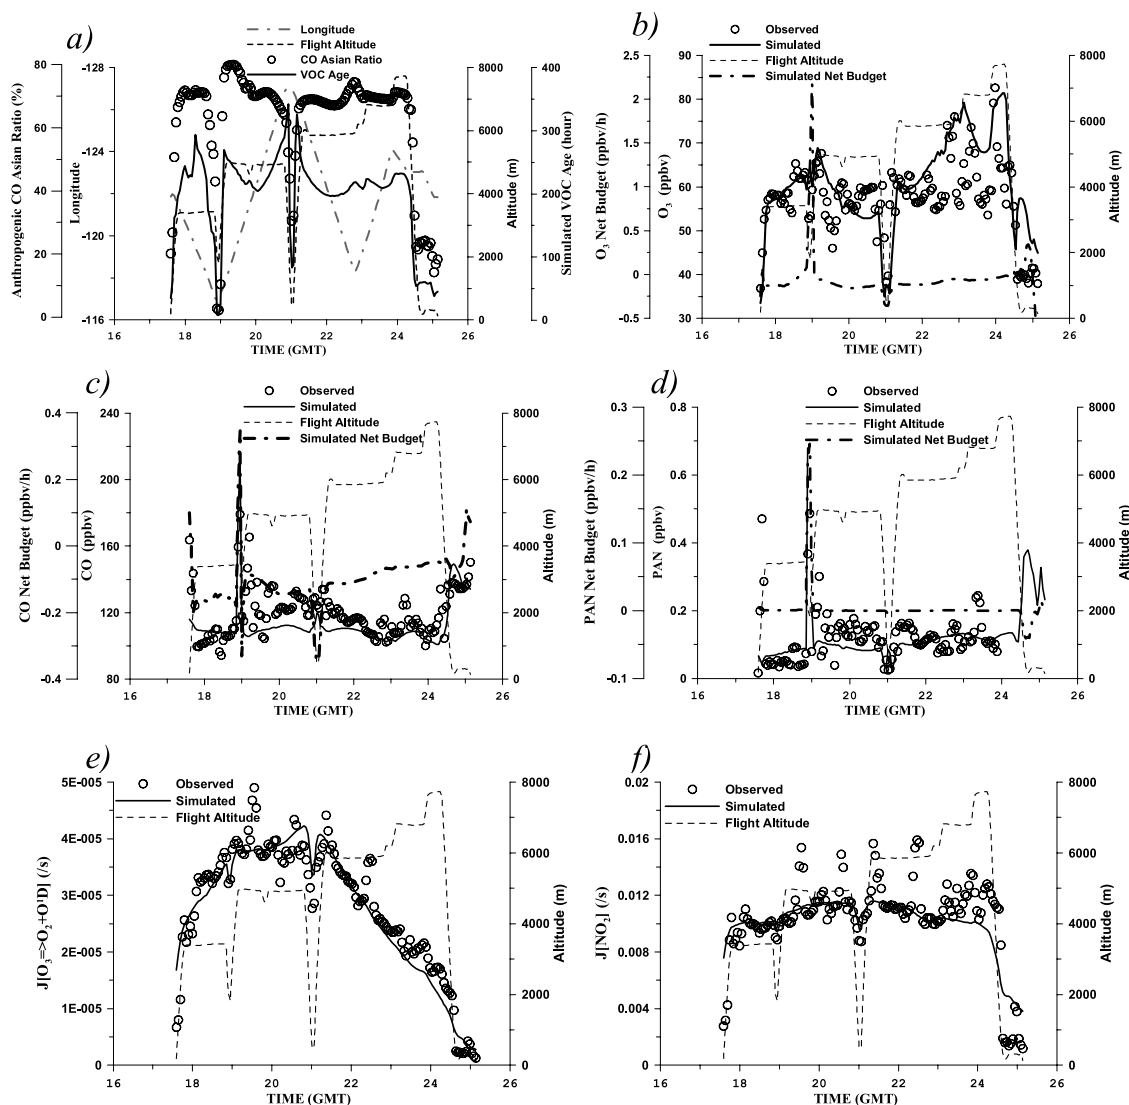 a)
Longitude
Flight Altitude
CO Asian Ratio
VOC Age
Anthropogenic CO Asian Ratio (%)
80
60
40
20
0
Longitude
-128
-124
-120
-116
8000
6000
4000
2000
0
Altitude (m)
400
300
200
100
0
Simulated VOC Age (hour)
16 18 20 22 24 26
TIME (GMT)
b)
Observed
Simulated
Flight Altitude
Simulated Net Budget
O3 Net Budget (ppbv/h)
2.5
2
1.5
1
0.5
0
-0.5
O3 (ppbv)
90
80
70
60
50
40
30
8000
6000
4000
2000
0
Altitude (m)
16 18 20 22 24 26
TIME (GMT)
c)
Observed
Simulated
Flight Altitude
Simulated Net Budget
CO Net Budget (ppbv/h)
0.4
0.2
0
-0.2
-0.4
CO (ppbv)
240
200
160
120
80
8000
6000
4000
2000
0
Altitude (m)
16 18 20 22 24 26
TIME (GMT)
d)
Observed
Simulated
Flight Altitude
Simulated Net Budget
PAN Net Budget (ppbv/h)
0.3
0.2
0.1
0
-0.1
PAN (ppbv)
0.8
0.6
0.4
0.2
0
8000
6000
4000
2000
0
Altitude (m)
16 18 20 22 24 26
TIME (GMT)
e)
Observed
Simulated
Flight Altitude
J[O3=>O2+O1D] (/s)
5E-005
4E-005
3E-005
2E-005
1E-005
0
8000
6000
4000
2000
0
Altitude (m)
16 18 20 22 24 26
TIME (GMT)
f)
Observed
Simulated
Flight Altitude
J[NO2] (/s)
0.02
0.016
0.012
0.008
0.004
0
8000
6000
4000
2000
0
Altitude (m)
16 18 20 22 24 26
TIME (GMT)